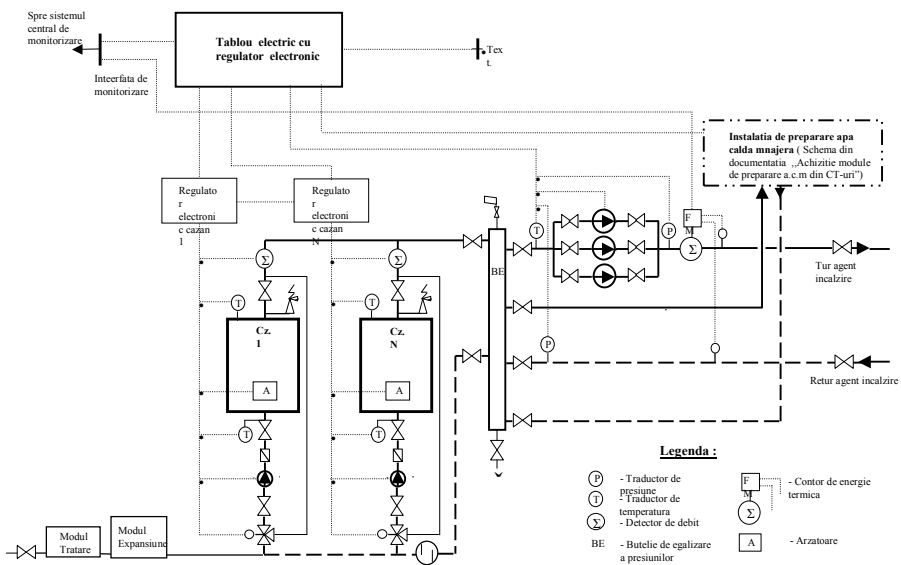 Spre sistemul
central de
monitorizare
Tablou electric cu
regulator electronic
Tex
t.
Inteerfata de
monitorizare
Instalatia de preparare apa
calda mnajera ( Schema din
documentatia ,,Achizitie module
de preparare a.c.m din CT-uri")
Regulato
r
electroni
c cazan
1
Regulato
r
electroni
c cazan
N
F
M
T
P
Σ
Σ
Σ
BE
Tur agent
incalzire
T
T
Cz.
1
Cz.
N
P
A
A
Retur agent incalzire
T
T
Legenda :
P
- Traductor de
presiune
T
- Traductor de
temperatura
Σ
- Detector de debit
BE
- Butelie de egalizare
a presiunilor
F
M
Σ
- Contor de energie
termica
A
- Arzatoare
Modul
Tratare
Modul
Expansiune